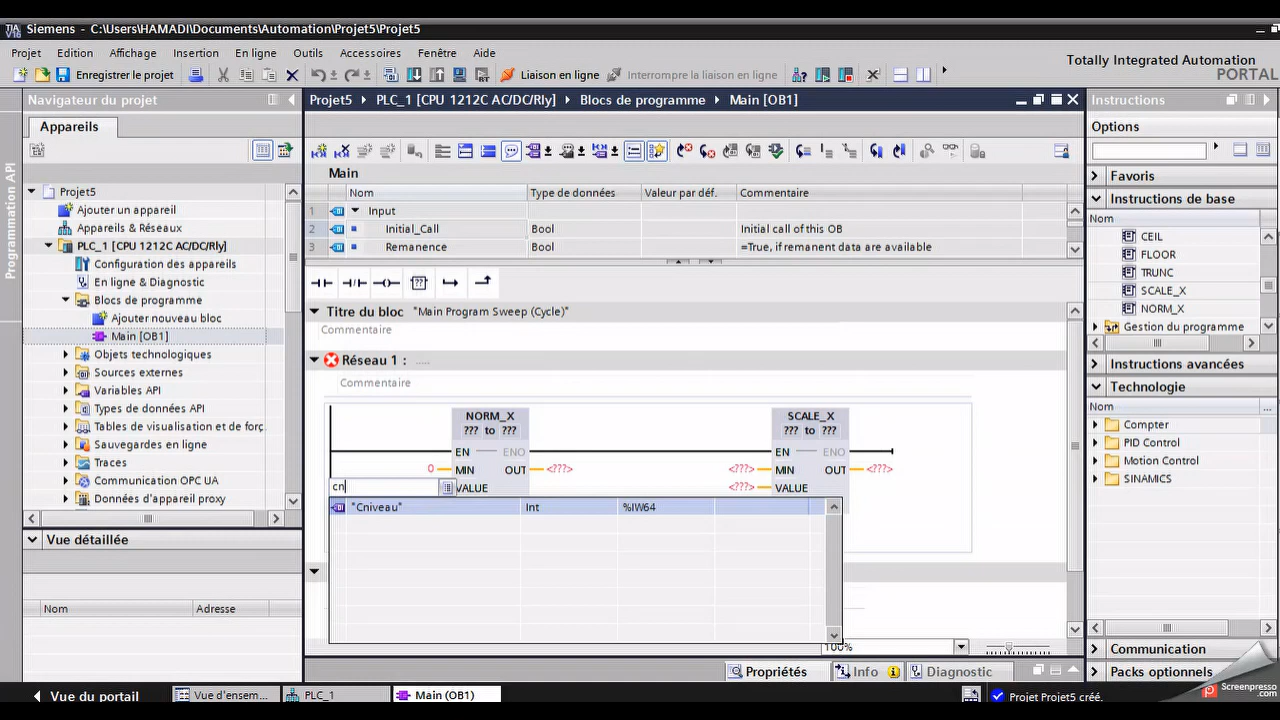 TIA V16 Siemens - C:\Users\HAMADI\Documents\Automation\Projet5\Projet5
Projet Edition Affichage Insertion En ligne Outils Accessoires Fenêtre Aide
Totally Integrated Automation
PORTAL
Enregistrer le projet Liaison en ligne Interrompre la liaison en ligne
Navigateur du projet
Projet5 PLC_1 [CPU 1212C AC/DC/Rly] Blocs de programme Main [OB1]
Instructions
Appareils
Options
Programmation API
Main
Nom Type de données Valeur par déf. Commentaire
1 Input
2 Initial_Call Bool Initial call of this OB
3 Remanence Bool =True, if remanent data are available
Projet5
Ajouter un appareil
Appareils & Réseaux
PLC_1 [CPU 1212C AC/DC/Rly]
Configuration des appareils
En ligne & Diagnostic
Blocs de programme
Ajouter nouveau bloc
Main [OB1]
Objets technologiques
Sources externes
Variables API
Types de données API
Tables de visualisation et de forç.
Sauvegardes en ligne
Traces
Communication OPC UA
Données d'appareil proxy
Vue détaillée
Nom Adresse
??
Titre du bloc "Main Program Sweep (Cycle)"
Commentaire
Réseau 1 : .....
Commentaire
NORM_X
??? to ???
EN ENO
0 MIN OUT <???>
cn VALUE
SCALE_X
??? to ???
EN ENO
<???> MIN OUT <???>
<???> VALUE
"Cniveau" Int %IW64
100%
Propriétés Info Diagnostic
Favoris
Instructions de base
Nom
CEIL
FLOOR
TRUNC
SCALE_X
NORM_X
Gestion du programme
Instructions avancées
Technologie
Nom ...
Compter
PID Control
Motion Control
SINAMICS
Communication
Packs optionnels
Vue du portail Vue d'ensem... PLC_1 Main (OB1) Projet Projet5 créé.
Screenpresso
.com